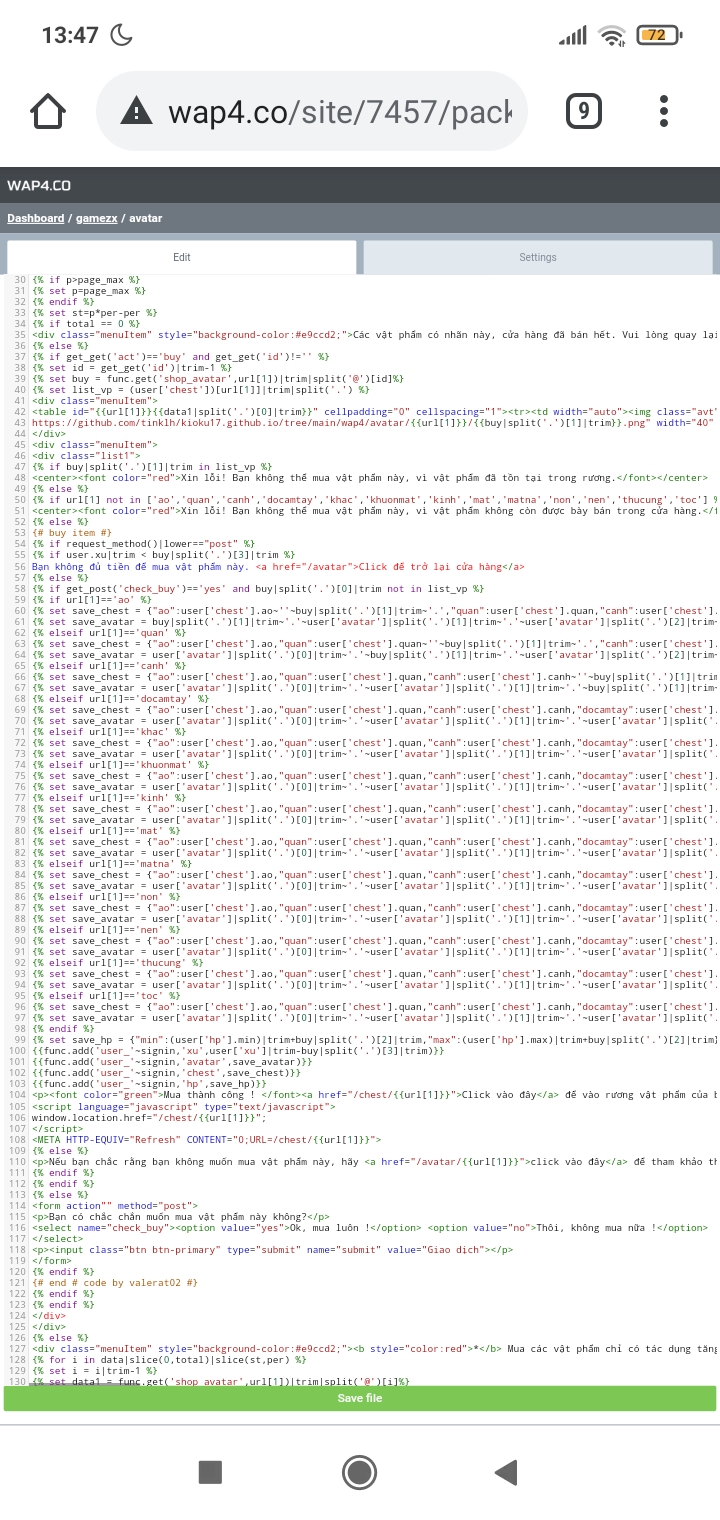 13:47
72
wap4.co/site/7457/pack
9
WAP4.CO
Dashboard / gamezx / avatar
Edit
Settings
30 {% if p>page_max %}
31 {% set p=page_max %}
32 {% endif %}
33 {% set st=p*per-per %}
34 {% if total == 0 %}
35 <div class="menuItem" style="background-color:#e9ccd2;">Các vật phẩm có nhãn này, cửa hàng đã bán hết. Vui lòng quay lại
36 {% else %}
37 {% if get_get('act')=='buy' and get_get('id')!='' %}
38 {% set id = get_get('id')|trim-1 %}
39 {% set buy = func.get('shop_avatar',url[1])|trim|split('@')[id]%}
40 {% set list_vp = (user['chest'])[url[1]]|trim|split('.') %}
41 <div class="menuItem">
42 <table id="{{url[1]}}{{data1|split('.')[0]|trim}}" cellpadding="0" cellspacing="1"><tr><td width="auto"><img class="avt"
43 https://github.com/tinklh/kioku17.github.io/tree/main/wap4/avatar/{{url[1]}}/{{buy|split('.')[1]|trim}}.png" width="40"
44 </div>
45 <div class="menuItem">
46 <div class="list1">
47 {% if buy|split('.')[1]|trim in list_vp %}
48 <center><font color="red">Xin lỗi! Bạn không thể mua vật phẩm này, vì vật phẩm đã tồn tại trong rương.</font></center>
49 {% else %}
50 {% if url[1] not in ['ao','quan','canh','docamtay','khac','khuonmat','kinh','mat','matna','non','nen','thucung','toc'] %
51 <center><font color="red">Xin lỗi! Bạn không thể mua vật phẩm này, vì vật phẩm không còn được bày bán trong cửa hàng.</f
52 {% else %}
53 {# buy item #}
54 {% if request_method()|lower=="post" %}
55 {% if user.xu|trim < buy|split('.')[3]|trim %}
56 Bạn không đủ tiền để mua vật phẩm này. <a href="/avatar">Click để trở lại cửa hàng</a>
57 {% else %}
58 {% if get_post('check_buy')=='yes' and buy|split('.')[0]|trim not in list_vp %}
59 {% if url[1]=='ao' %}
60 {% set save_chest = {"ao":user['chest'].ao~''~buy|split('.')[1]|trim~'.',"quan":user['chest'].quan,"canh":user['chest'].
61 {% set save_avatar = buy|split('.')[1]|trim~'.'~user['avatar']|split('.')[1]|trim~'.'~user['avatar']|split('.')[2]|trim~
62 {% elseif url[1]=='quan' %}
63 {% set save_chest = {"ao":user['chest'].ao,"quan":user['chest'].quan~''~buy|split('.')[1]|trim~'.',"canh":user['chest'].
64 {% set save_avatar = user['avatar']|split('.')[0]|trim~'.'~buy|split('.')[1]|trim~'.'~user['avatar']|split('.')[2]|trim~
65 {% elseif url[1]=='canh' %}
66 {% set save_chest = {"ao":user['chest'].ao,"quan":user['chest'].quan,"canh":user['chest'].canh~''~buy|split('.')[1]|trim
67 {% set save_avatar = user['avatar']|split('.')[0]|trim~'.'~user['avatar']|split('.')[1]|trim~'.'~buy|split('.')[1]|trim~
68 {% elseif url[1]=='docamtay' %}
69 {% set save_chest = {"ao":user['chest'].ao,"quan":user['chest'].quan,"canh":user['chest'].canh,"docamtay":user['chest'].
70 {% set save_avatar = user['avatar']|split('.')[0]|trim~'.'~user['avatar']|split('.')[1]|trim~'.'~user['avatar']|split('.
71 {% elseif url[1]=='khac' %}
72 {% set save_chest = {"ao":user['chest'].ao,"quan":user['chest'].quan,"canh":user['chest'].canh,"docamtay":user['chest'].
73 {% set save_avatar = user['avatar']|split('.')[0]|trim~'.'~user['avatar']|split('.')[1]|trim~'.'~user['avatar']|split('.
74 {% elseif url[1]=='khuonmat' %}
75 {% set save_chest = {"ao":user['chest'].ao,"quan":user['chest'].quan,"canh":user['chest'].canh,"docamtay":user['chest'].
76 {% set save_avatar = user['avatar']|split('.')[0]|trim~'.'~user['avatar']|split('.')[1]|trim~'.'~user['avatar']|split('.
77 {% elseif url[1]=='kinh' %}
78 {% set save_chest = {"ao":user['chest'].ao,"quan":user['chest'].quan,"canh":user['chest'].canh,"docamtay":user['chest'].
79 {% set save_avatar = user['avatar']|split('.')[0]|trim~'.'~user['avatar']|split('.')[1]|trim~'.'~user['avatar']|split('.
80 {% elseif url[1]=='mat' %}
81 {% set save_chest = {"ao":user['chest'].ao,"quan":user['chest'].quan,"canh":user['chest'].canh,"docamtay":user['chest'].
82 {% set save_avatar = user['avatar']|split('.')[0]|trim~'.'~user['avatar']|split('.')[1]|trim~'.'~user['avatar']|split('.
83 {% elseif url[1]=='matna' %}
84 {% set save_chest = {"ao":user['chest'].ao,"quan":user['chest'].quan,"canh":user['chest'].canh,"docamtay":user['chest'].
85 {% set save_avatar = user['avatar']|split('.')[0]|trim~'.'~user['avatar']|split('.')[1]|trim~'.'~user['avatar']|split('.
86 {% elseif url[1]=='non' %}
87 {% set save_chest = {"ao":user['chest'].ao,"quan":user['chest'].quan,"canh":user['chest'].canh,"docamtay":user['chest'].
88 {% set save_avatar = user['avatar']|split('.')[0]|trim~'.'~user['avatar']|split('.')[1]|trim~'.'~user['avatar']|split('.
89 {% elseif url[1]=='nen' %}
90 {% set save_chest = {"ao":user['chest'].ao,"quan":user['chest'].quan,"canh":user['chest'].canh,"docamtay":user['chest'].
91 {% set save_avatar = user['avatar']|split('.')[0]|trim~'.'~user['avatar']|split('.')[1]|trim~'.'~user['avatar']|split('.
92 {% elseif url[1]=='thucung' %}
93 {% set save_chest = {"ao":user['chest'].ao,"quan":user['chest'].quan,"canh":user['chest'].canh,"docamtay":user['chest'].
94 {% set save_avatar = user['avatar']|split('.')[0]|trim~'.'~user['avatar']|split('.')[1]|trim~'.'~user['avatar']|split('.
95 {% elseif url[1]=='toc' %}
96 {% set save_chest = {"ao":user['chest'].ao,"quan":user['chest'].quan,"canh":user['chest'].canh,"docamtay":user['chest'].
97 {% set save_avatar = user['avatar']|split('.')[0]|trim~'.'~user['avatar']|split('.')[1]|trim~'.'~user['avatar']|split('.
98 {% endif %}
99 {% set save_hp = {"min":(user['hp'].min)|trim+buy|split('.')[2]|trim,"max":(user['hp'].max)|trim+buy|split('.')[2]|trim}
100 {{func.add('user_'~signin,'xu',user['xu']|trim-buy|split('.')[3]|trim)}}
101 {{func.add('user_'~signin,'avatar',save_avatar)}}
102 {{func.add('user_'~signin,'chest',save_chest)}}
103 {{func.add('user_'~signin,'hp',save_hp)}}
104 <p><font color="green">Mua thành công ! </font><a href="/chest/{{url[1]}}">Click vào đây</a> để vào rương vật phẩm của b
105 <script language="javascript" type="text/javascript">
106 window.location.href="/chest/{{url[1]}}";
107 </script>
108 <META HTTP-EQUIV="Refresh" CONTENT="0;URL=/chest/{{url[1]}}">
109 {% else %}
110 <p>Nếu bạn chắc rằng bạn không muốn mua vật phẩm này, hãy <a href="/avatar/{{url[1]}}">click vào đây</a> để tham khảo th
111 {% endif %}
112 {% endif %}
113 {% else %}
114 <form action"" method="post">
115 <p>Bạn có chắc chắn muốn mua vật phẩm này không?</p>
116 <select name="check_buy"><option value="yes">Ok, mua luôn !</option> <option value="no">Thôi, không mua nữa !</option>
117 </select>
118 <p><input class="btn btn-primary" type="submit" name="submit" value="Giao dịch"></p>
119 </form>
120 {% endif %}
121 {# end # code by valerat02 #}
122 {% endif %}
123 {% endif %}
124 </div>
125 </div>
126 {% else %}
127 <div class="menuItem" style="background-color:#e9ccd2;"><b style="color:red">*</b> Mua các vật phẩm chỉ có tác dụng tăng
128 {% for i in data|slice(0,total)|slice(st,per) %}
129 {% set i = i|trim-1 %}
130 {% set data1 = func.get('shop_avatar',url[1])|trim|split('@')[i]%}
Save file